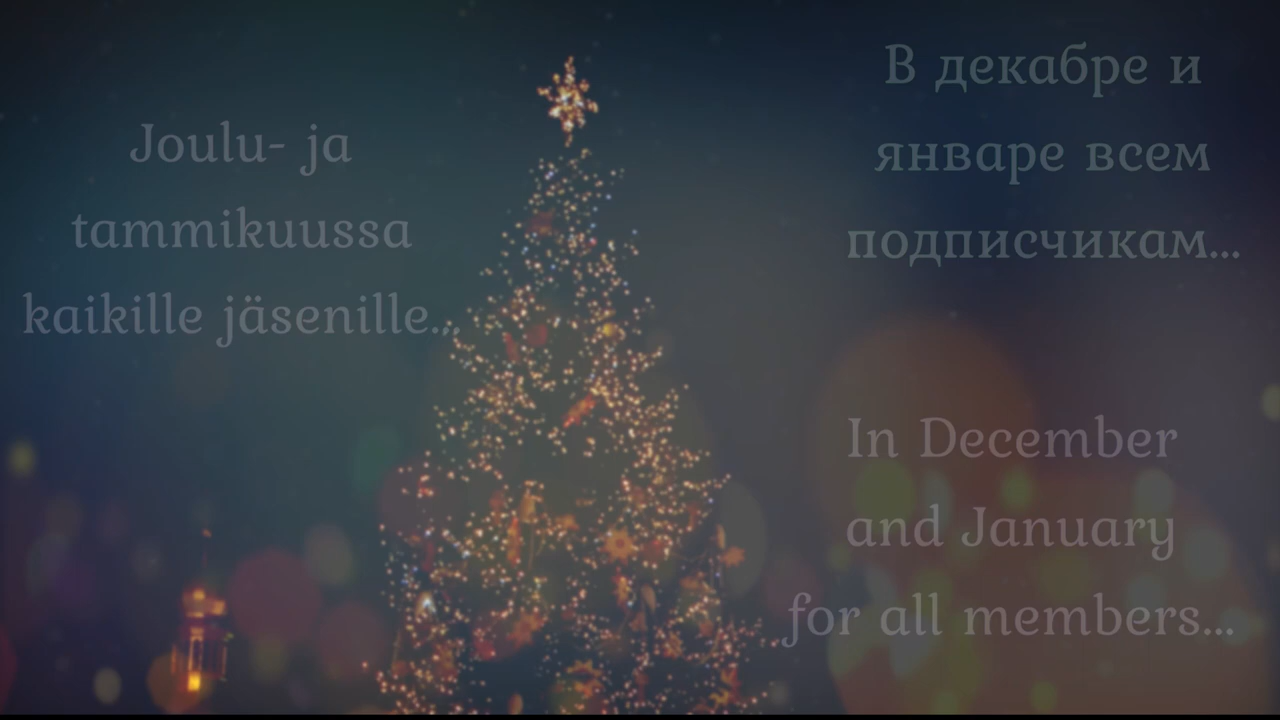 Joulu- ja
tammikuussa
kaikille jäsenille...
В декабре и
январе всем
подписчикам...
In December
and January
for all members...